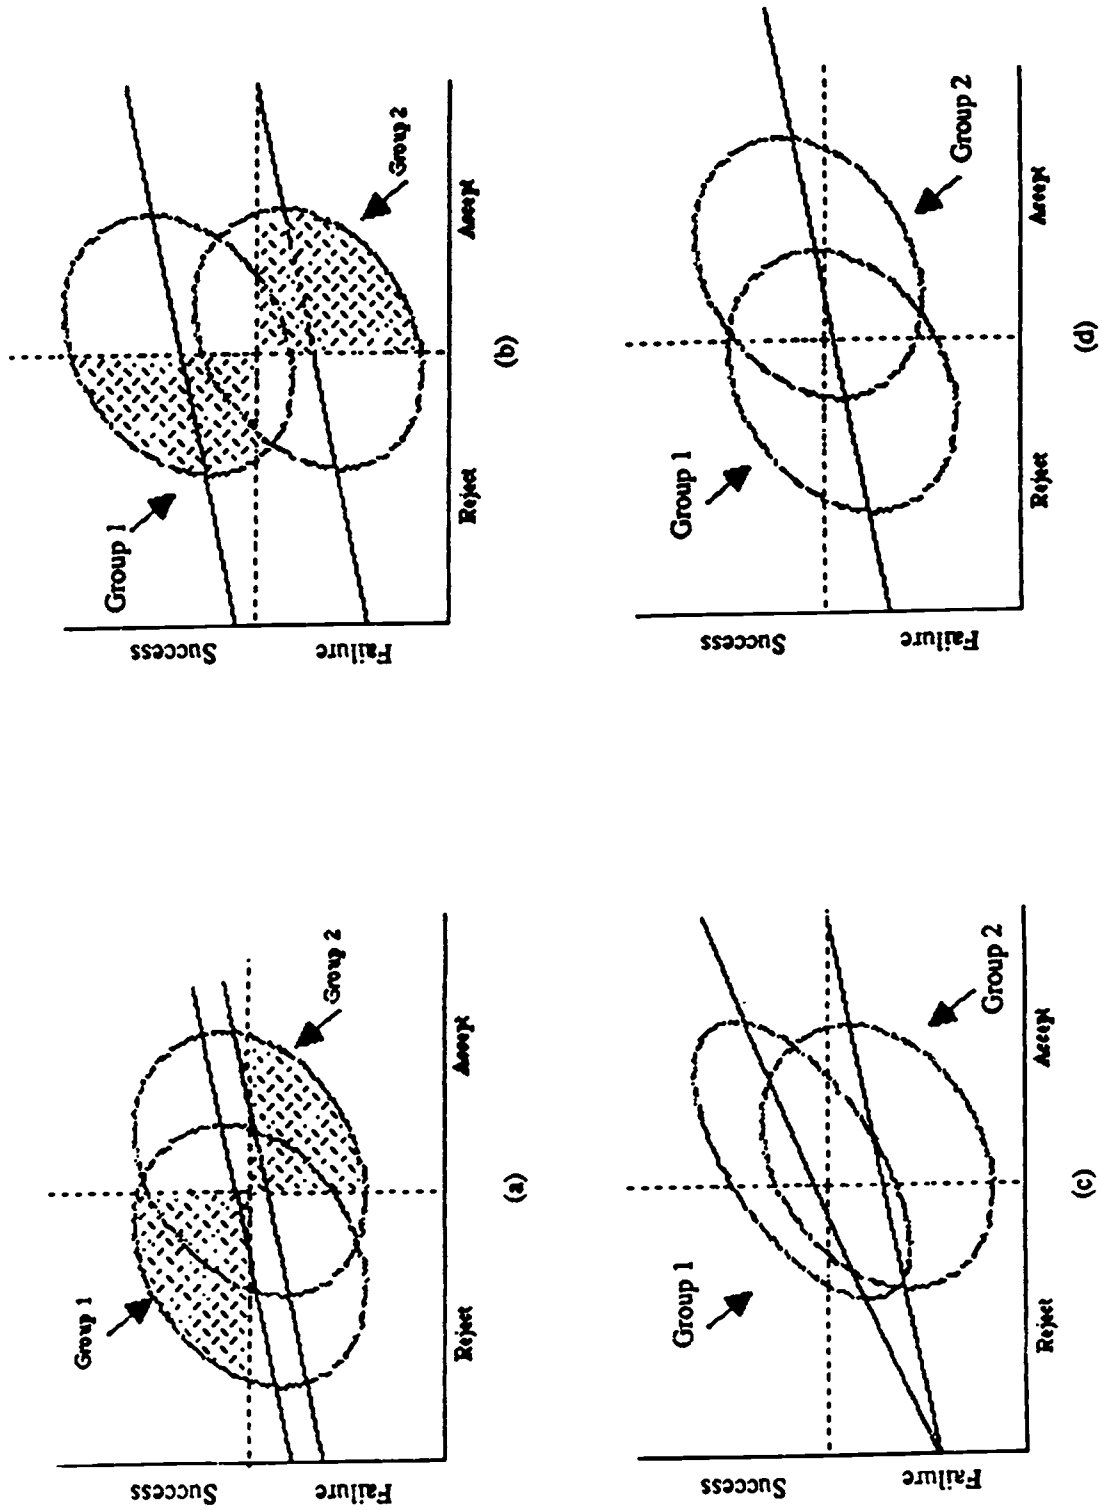 Success
Failure
Group 1
Group 2
Reject
Accept
(a)
Success
Failure
Group 1
Group 2
Reject
Accept
(b)
Success
Failure
Group 1
Group 2
Reject
Accept
(c)
Success
Failure
Group 1
Group 2
Reject
Accept
(d)